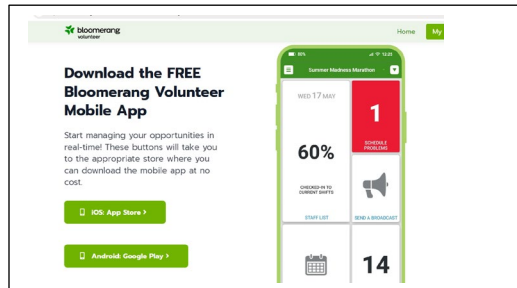 bloomerang
volunteer
Home
My
Download the FREE
Bloomerang Volunteer
Mobile App
Start managing your opportunities in
real-time! These buttons will take you
to the appropriate store where you
can download the mobile app at no
cost.
IOS: App Store >
Android: Google Play >
Summer Madness Marathon
WED 17 MAY
60%
CHECKED-IN TO
CURRENT SHIFTS
STAFF LIST
1
SCHEDULE
PROBLEMS
SEND A BROADCAST
14